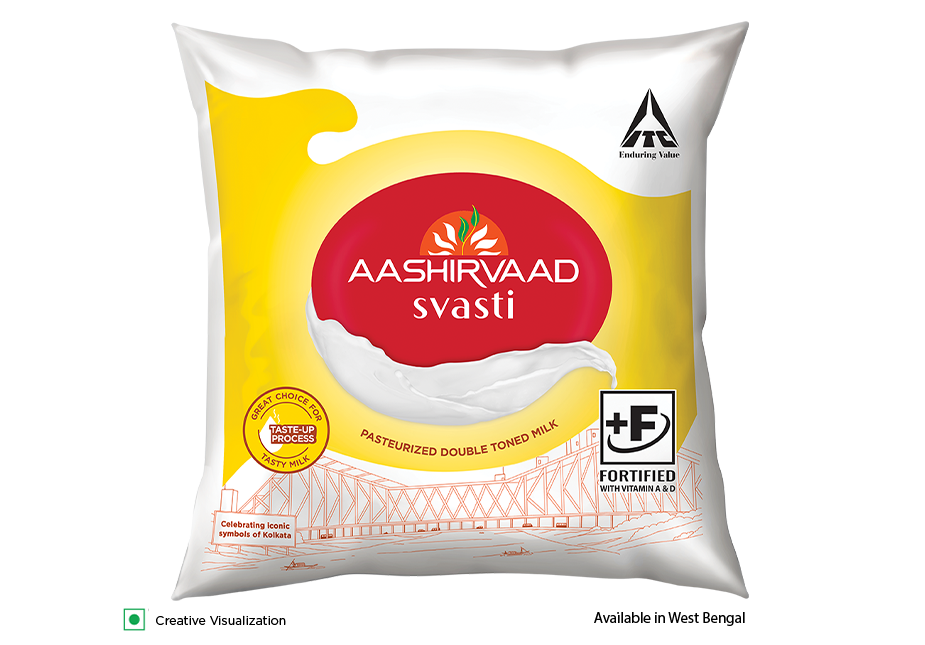 ITC
Enduring Value
AASHIRVAAD
svasti
GREAT CHOICE FOR
TASTE-UP
PROCESS
TASTY MILK
PASTEURIZED DOUBLE TONED MILK
+F
FORTIFIED
WITH VITAMIN A & D
Celebrating iconic
symbols of Kolkata
Creative Visualization
Available in West Bengal